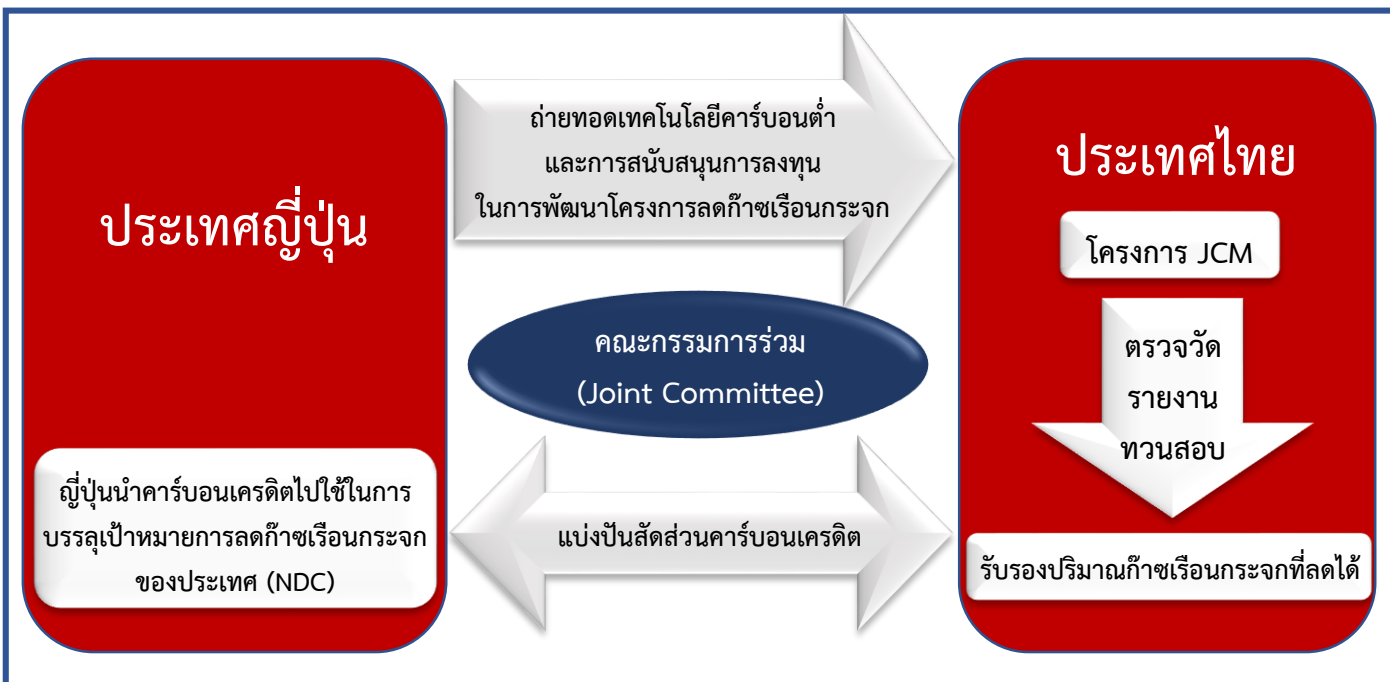 ประเทศญี่ปุ่น
ถ่ายทอดเทคโนโลยีคาร์บอนต่ำ
และการสนับสนุนการลงทุน
ในการพัฒนาโครงการลดก๊าซเรือนกระจก
ประเทศไทย
โครงการ JCM
คณะกรรมการร่วม
(Joint Committee)
ตรวจวัด
รายงาน
ทวนสอบ
ญี่ปุ่นนำคาร์บอนเครดิตไปใช้ในการ
บรรลุเป้าหมายการลดก๊าซเรือนกระจก
ของประเทศ (NDC)
แบ่งปันสัดส่วนคาร์บอนเครดิต
รับรองปริมาณก๊าซเรือนกระจกที่ลดได้